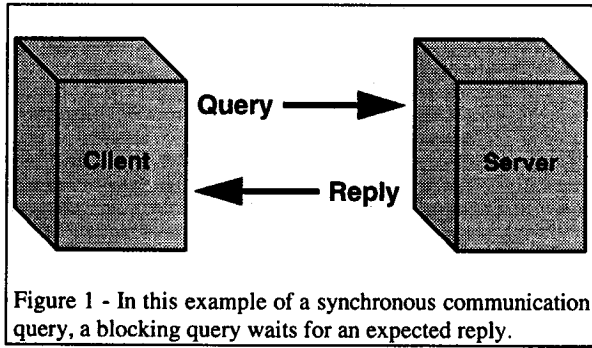 Query
Client
Server
Reply
Figure 1 - In this example of a synchronous communication
query, a blocking query waits for an expected reply.